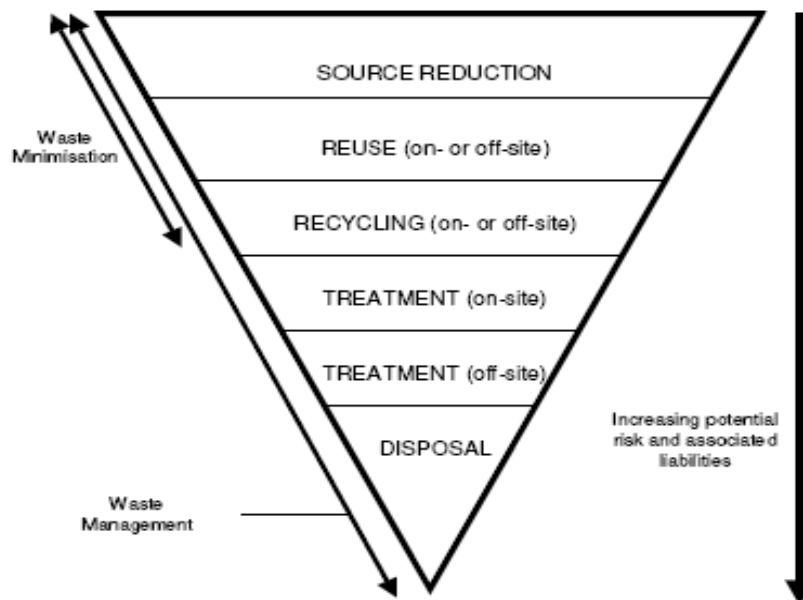 SOURCE REDUCTION
Waste
Minimisation
REUSE (on- or off-site)
RECYCLING (on- or off-site)
TREATMENT (on-site)
TREATMENT (off-site)
Increasing potential
risk and associated
liabilities
DISPOSAL
Waste
Management